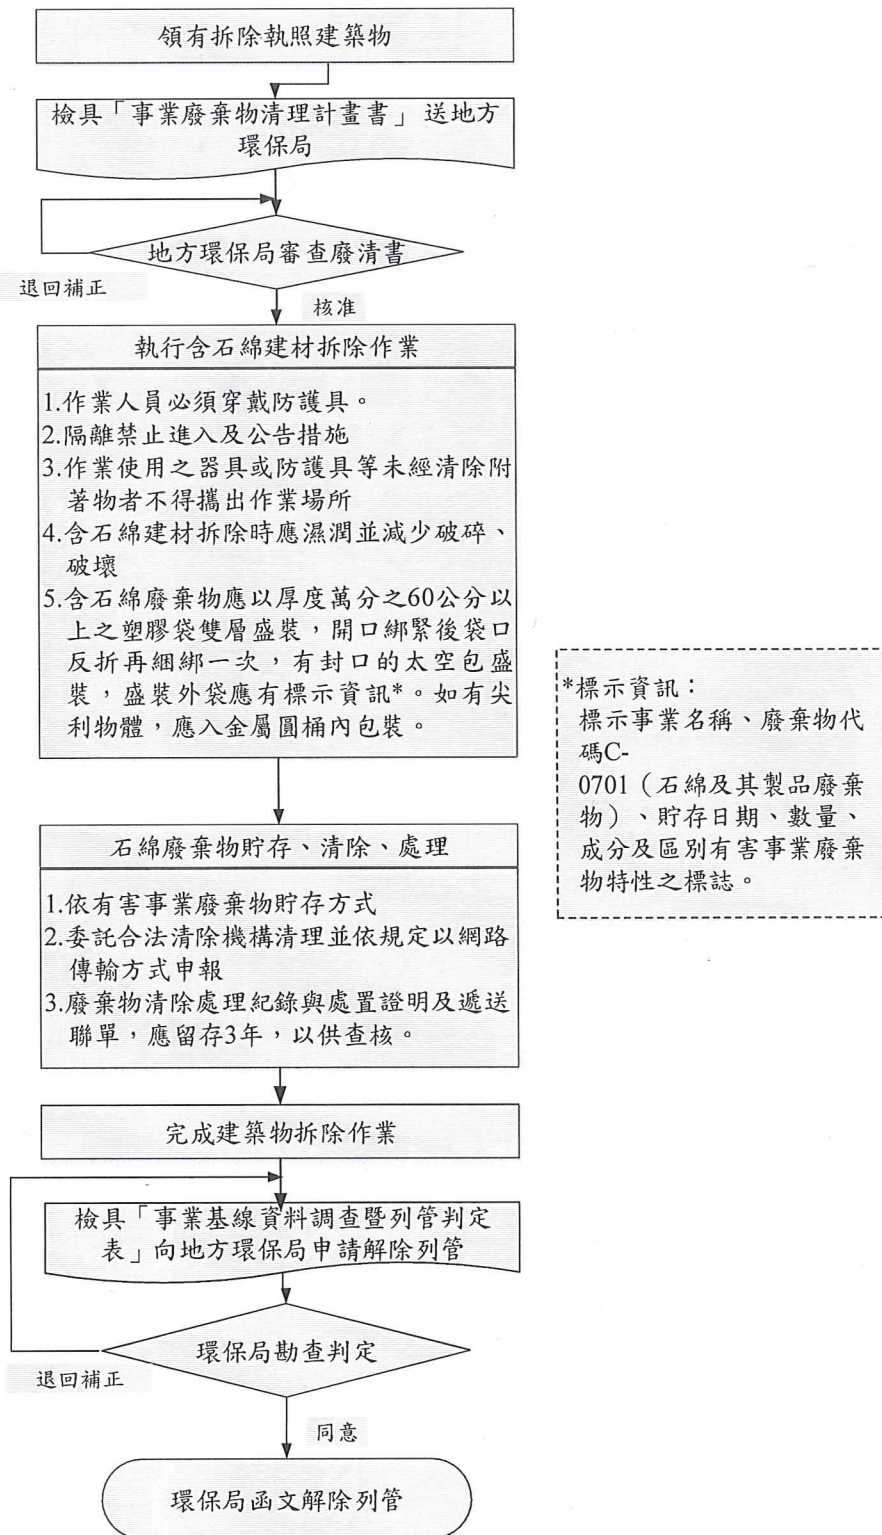 領有拆除執照建築物
檢具「事業廢棄物清理計畫書」送地方
環保局
地方環保局審查廢清書
退回補正
核准
執行含石綿建材拆除作業
1.作業人員必須穿戴防護具。
2.隔離禁止進入及公告措施
3.作業使用之器具或防護具等未經清除附
著物者不得攜出作業場所
4.含石綿建材拆除時應濕潤並減少破碎、
破壞
5.含石綿廢棄物應以厚度萬分之60公分以
上之塑膠袋雙層盛裝，開口綁緊後袋口
反折再綑綁一次，有封口的太空包盛
裝，盛裝外袋應有標示資訊*。如有尖
利物體，應入金屬圓桶內包裝。
*標示資訊：
標示事業名稱、廢棄物代
碼C-
0701（石綿及其製品廢棄
物）、貯存日期、數量、
成分及區別有害事業廢棄
物特性之標誌。
石綿廢棄物貯存、清除、處理
1.依有害事業廢棄物貯存方式
2.委託合法清除機構清理並依規定以網路
傳輸方式申報
3.廢棄物清除處理紀錄與處置證明及遞送
聯單，應留存3年，以供查核。
完成建築物拆除作業
檢具「事業基線資料調查暨列管判定
表」向地方環保局申請解除列管
環保局勘查判定
退回補正
同意
環保局函文解除列管